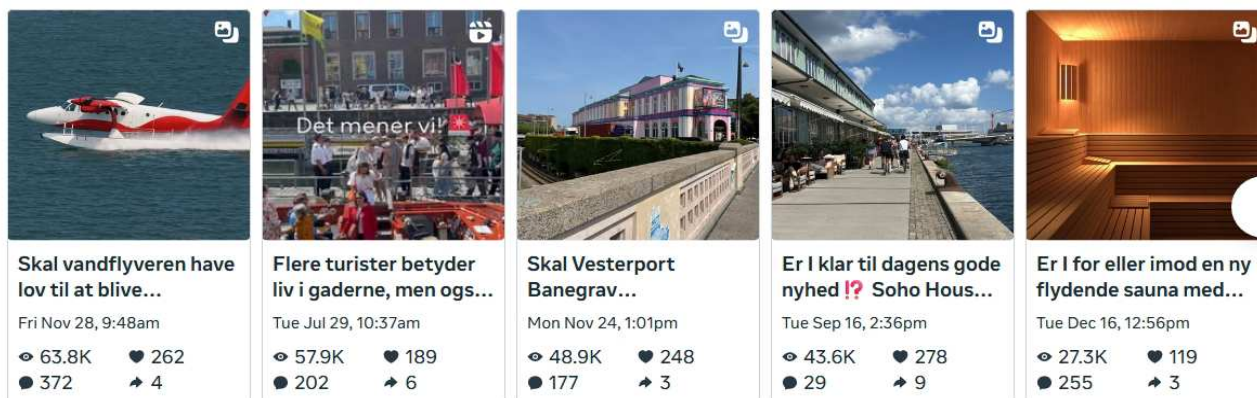 Det mener vi!
Skal vandflyveren have
lov til at blive...
Fri Nov 28, 9:48am
63.8K 262
372 4
Flere turister betyder
liv i gaderne, men ogs...
Tue Jul 29, 10:37am
57.9K 189
202 6
Skal Vesterport
Banegrav...
Mon Nov 24, 1:01pm
48.9K 248
177 3
Er I klar til dagens gode
nyhed ⁉️ Soho Hous...
Tue Sep 16, 2:36pm
43.6K 278
29 9
Er I for eller imod en ny
flydende sauna med...
Tue Dec 16, 12:56pm
27.3K 119
255 3